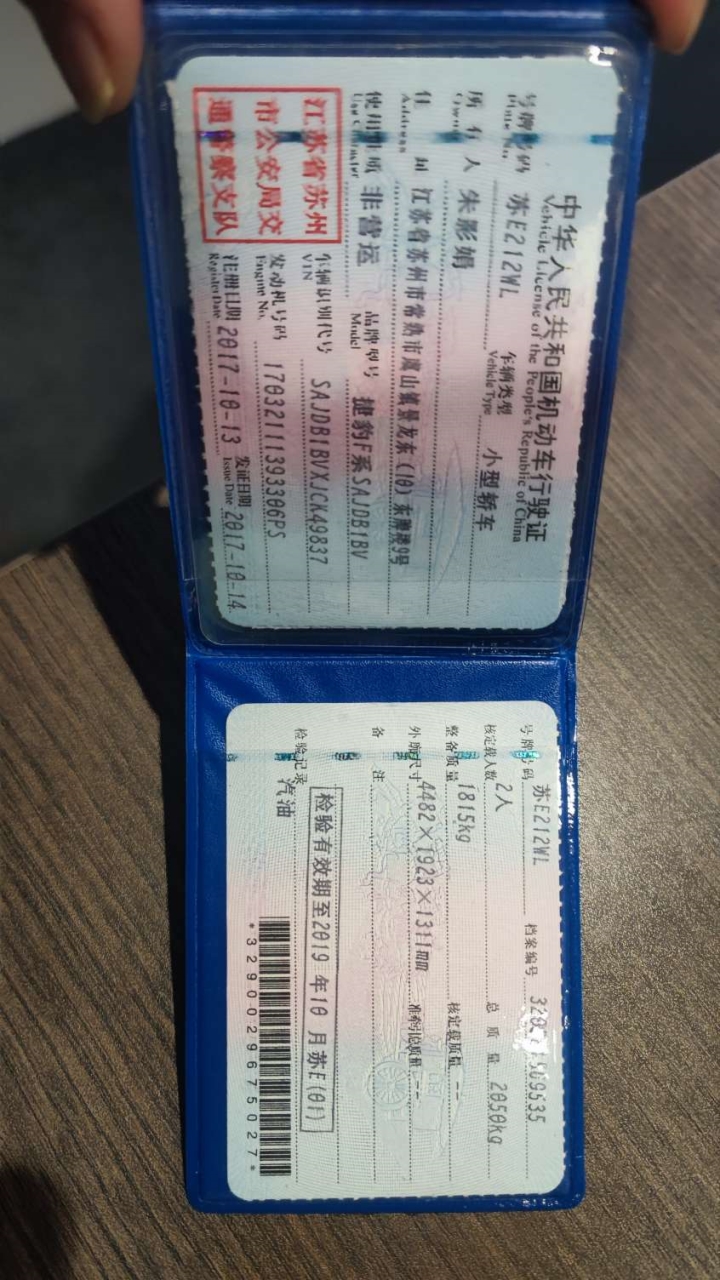 中华人民共和国机动车行驶证
Vehicle License of the People's Republic of China
号牌号码 苏E212WL 车辆类型 小型轿车
Plate No. Vehicle Type
所有人 朱影娟
Owner
住址 江苏省苏州市常熟市虞山镇景龙东(10)东 9号
Address
使用性质 非营运 品牌型号 捷豹F系SAJDB1BV
Use Character Model
江苏省苏州
市公安局交
通警察支队
车辆识别代号 SAJDB1BVXJCK49837
VIN
发动机号码 17032111393306PS
Engine No.
注册日期 2017-10-13 发证日期 2017-10-14
Register Date Issue Date
号牌号码 苏E212WL 档案编号
核定载人数 2人 总质量 2050kg
整备质量 1815kg 核定载质量 --
外廓尺寸 4482×1923×1311mm 准牵引总质量 --
备注
检验有效期至2019年10月苏E(01)
检验记录
汽油
*3290029675027*